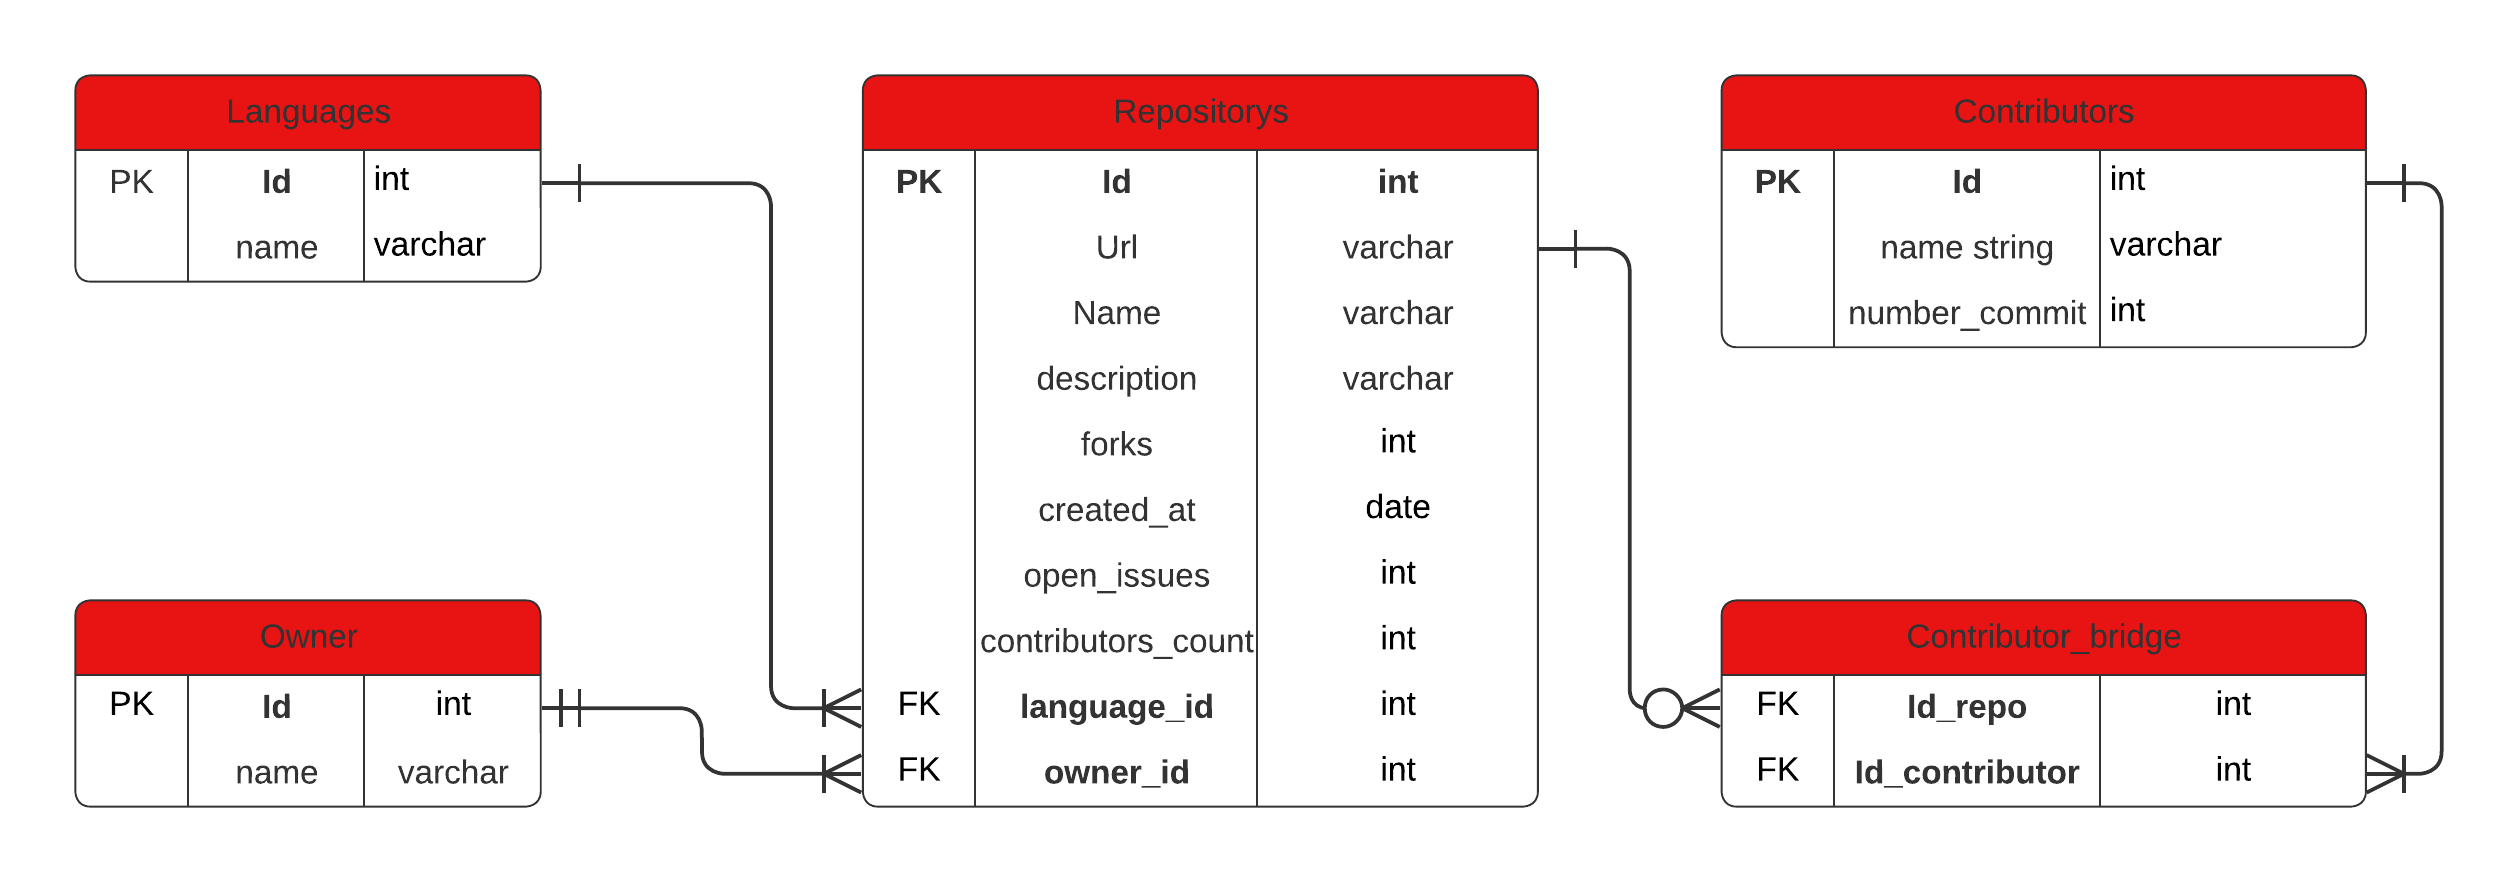 Languages
PK Id int
name varchar
Owner
PK Id int
name varchar
Repositorys
PK Id int
Url varchar
Name varchar
description varchar
forks int
created_at date
open_issues int
contributors_count int
FK language_id int
FK owner_id int
Contributors
PK Id int
name string varchar
number_commit int
Contributor_bridge
FK Id_repo int
FK Id_contributor int